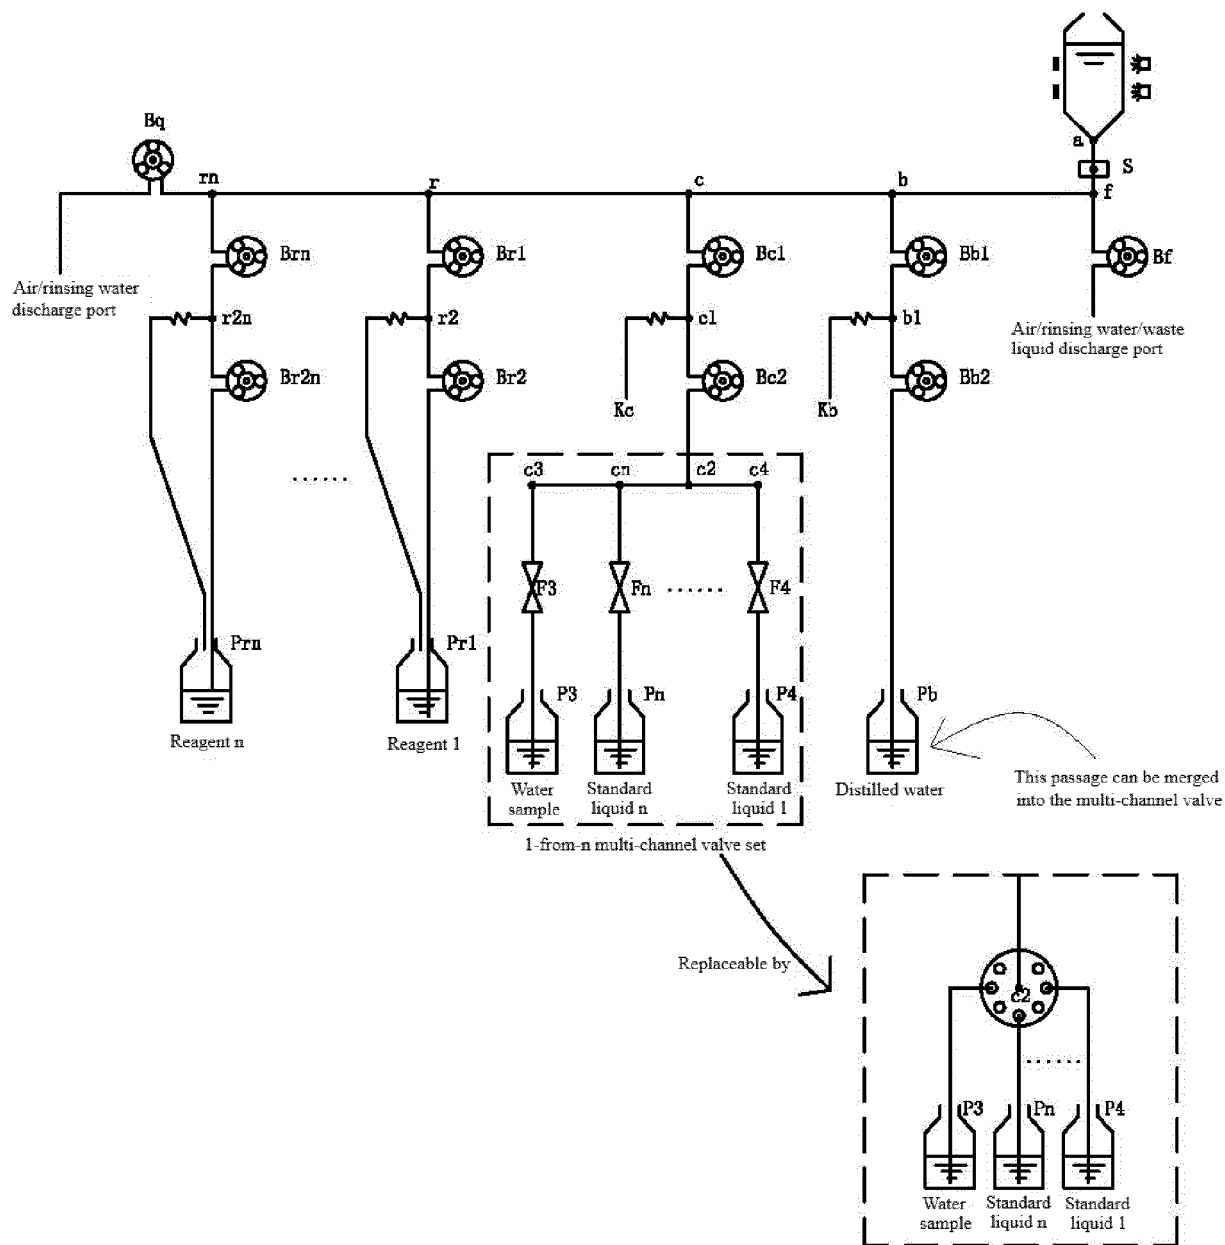 Bq
a
S
rn
r
c
b
f
Brn
Br1
Bc1
Bb1
Bf
Air/rinsing water
discharge port
r2n
r2
c1
b1
Air/rinsing water/waste
liquid discharge port
Br2n
Br2
Bc2
Bb2
Kc
Kb
c3
cn
c2
c4
......
F3
Fn
......
F4
Prn
Pr1
P3
Pn
P4
Pb
Reagent n
Reagent 1
Water
sample
Standard
liquid n
Standard
liquid 1
Distilled water
This passage can be merged
into the multi-channel valve
1-from-n multi-channel valve set
Replaceable by
c2
......
P3
Pn
P4
Water
sample
Standard
liquid n
Standard
liquid 1